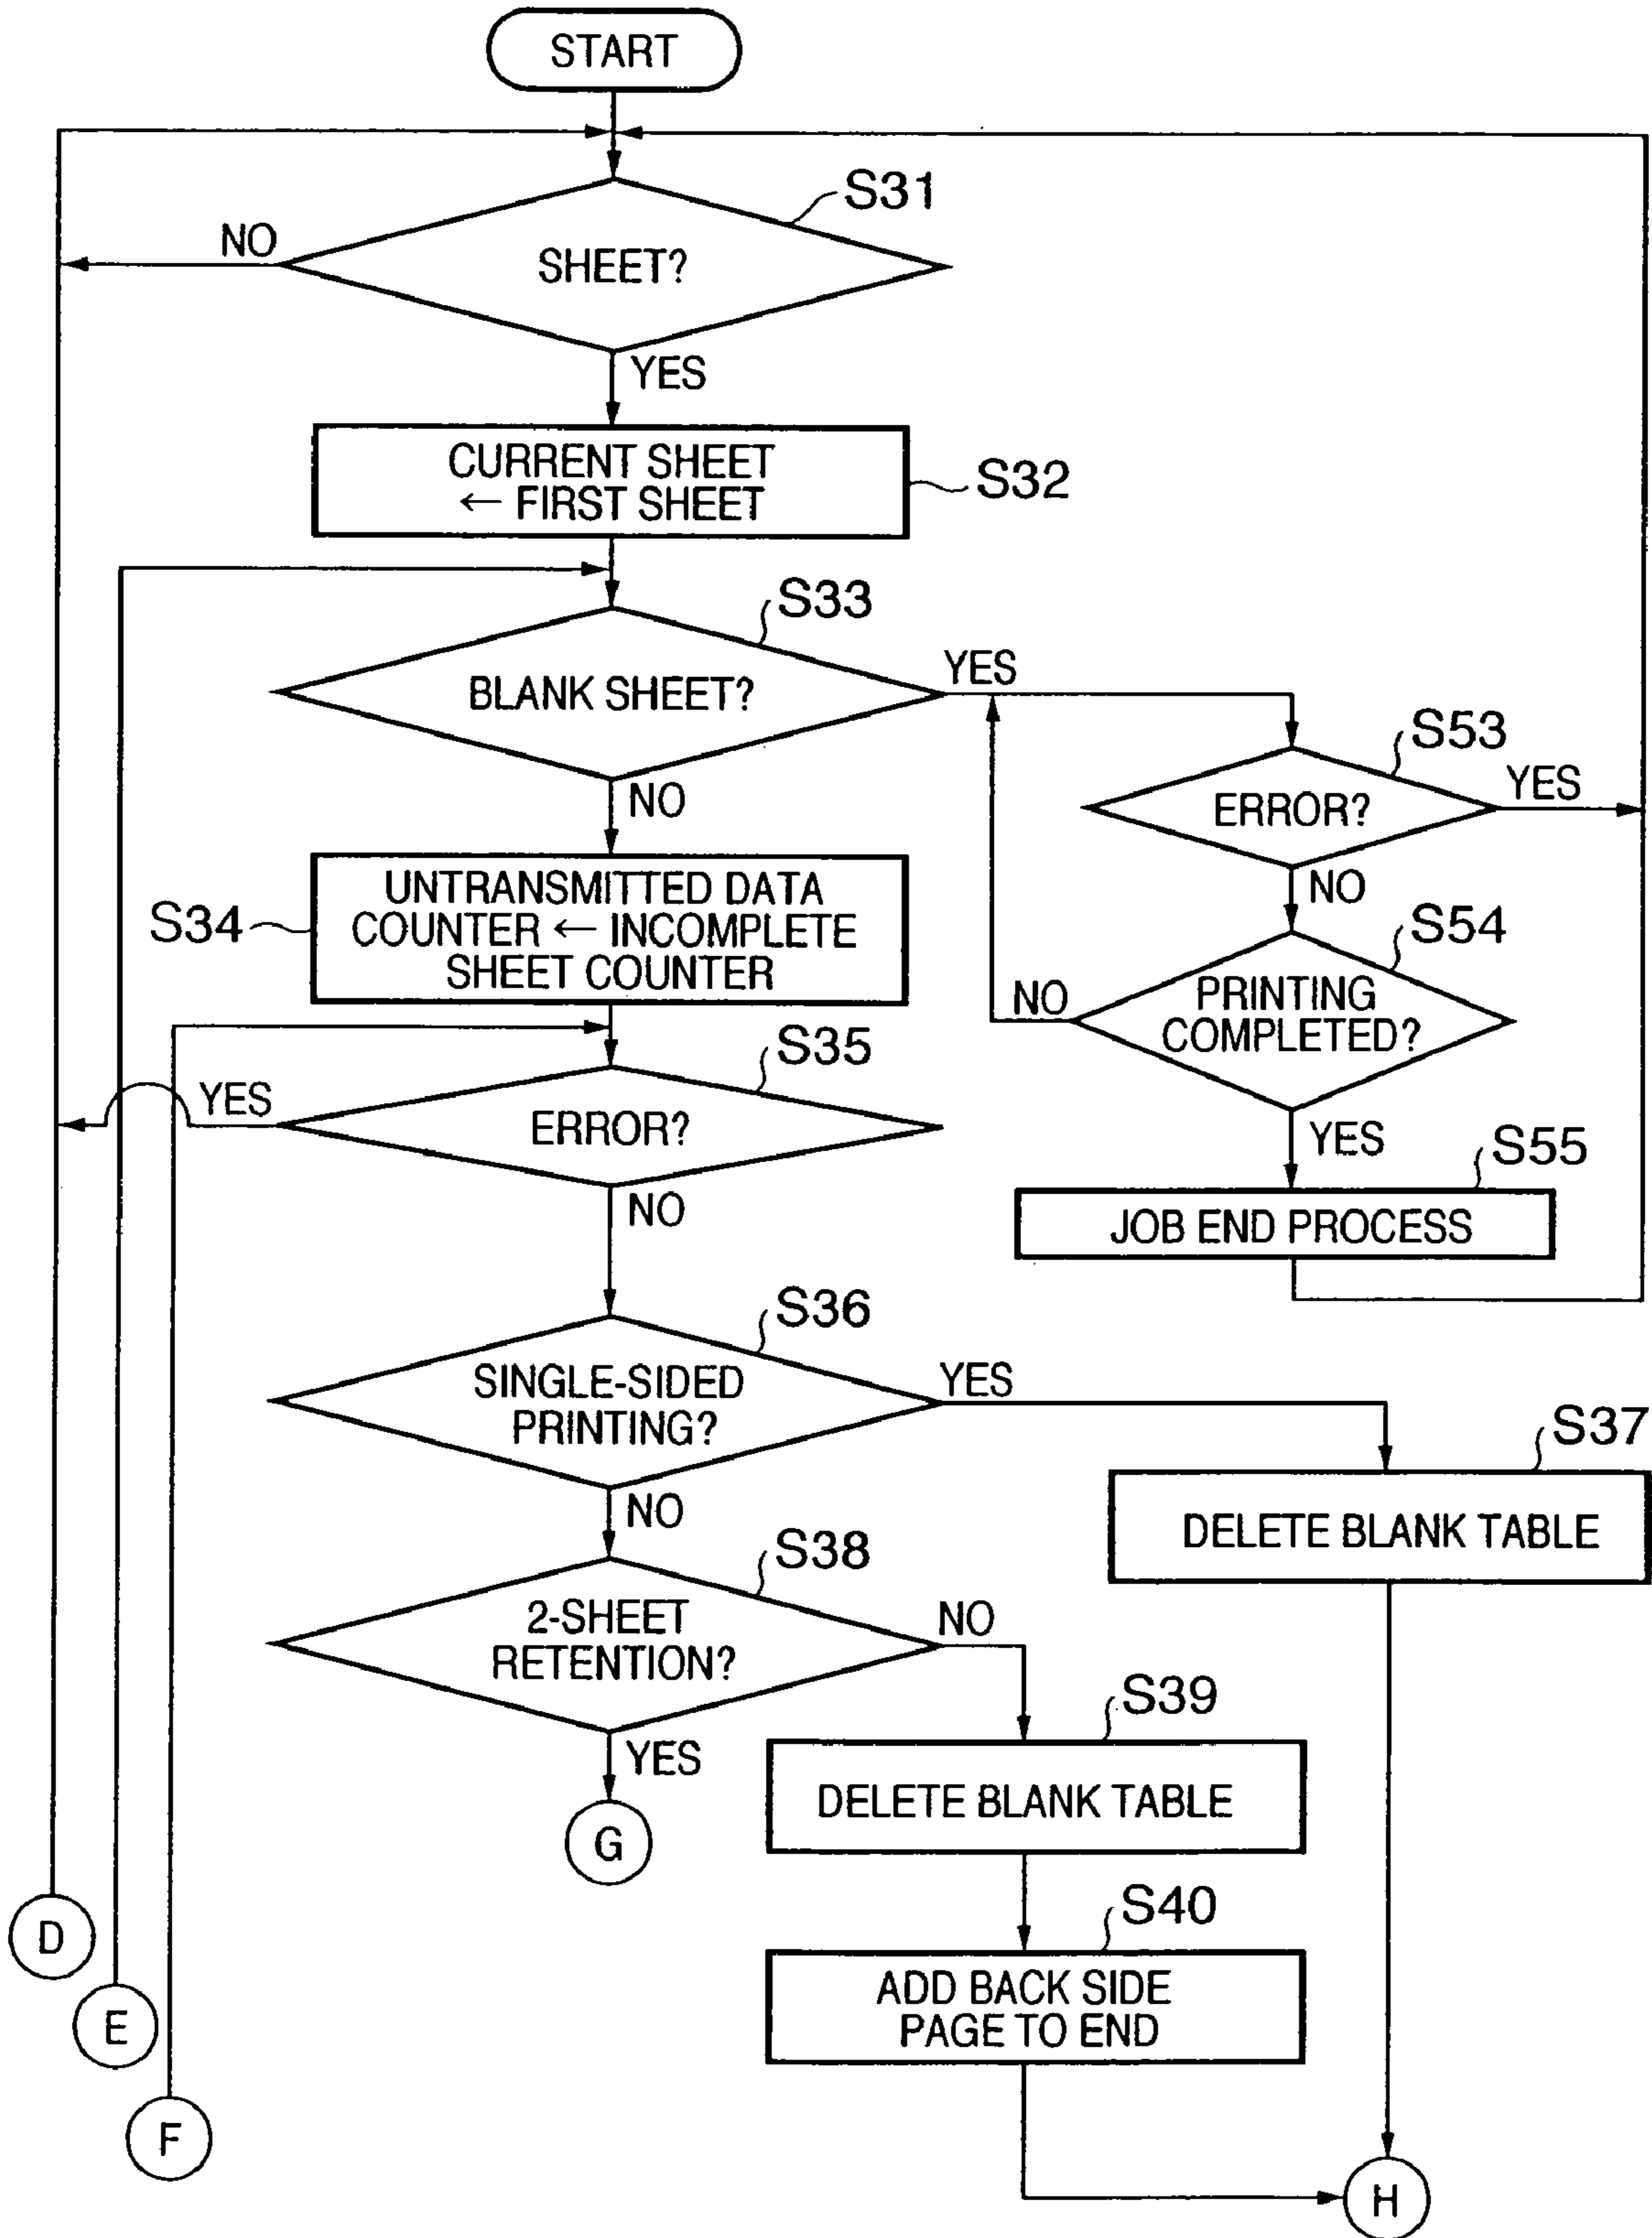 START
S31
NO
SHEET?
YES
CURRENT SHEET
← FIRST SHEET
S32
S33
YES
BLANK SHEET?
S53
YES
ERROR?
NO
NO
UNTRANSMITTED DATA
COUNTER ← INCOMPLETE
SHEET COUNTER
S34
S54
NO
PRINTING
COMPLETED?
S35
YES
ERROR?
YES
S55
NO
JOB END PROCESS
S36
SINGLE-SIDED
PRINTING?
YES
S37
NO
DELETE BLANK TABLE
S38
2-SHEET
RETENTION?
NO
S39
YES
DELETE BLANK TABLE
G
S40
D
ADD BACK SIDE
PAGE TO END
E
F
H